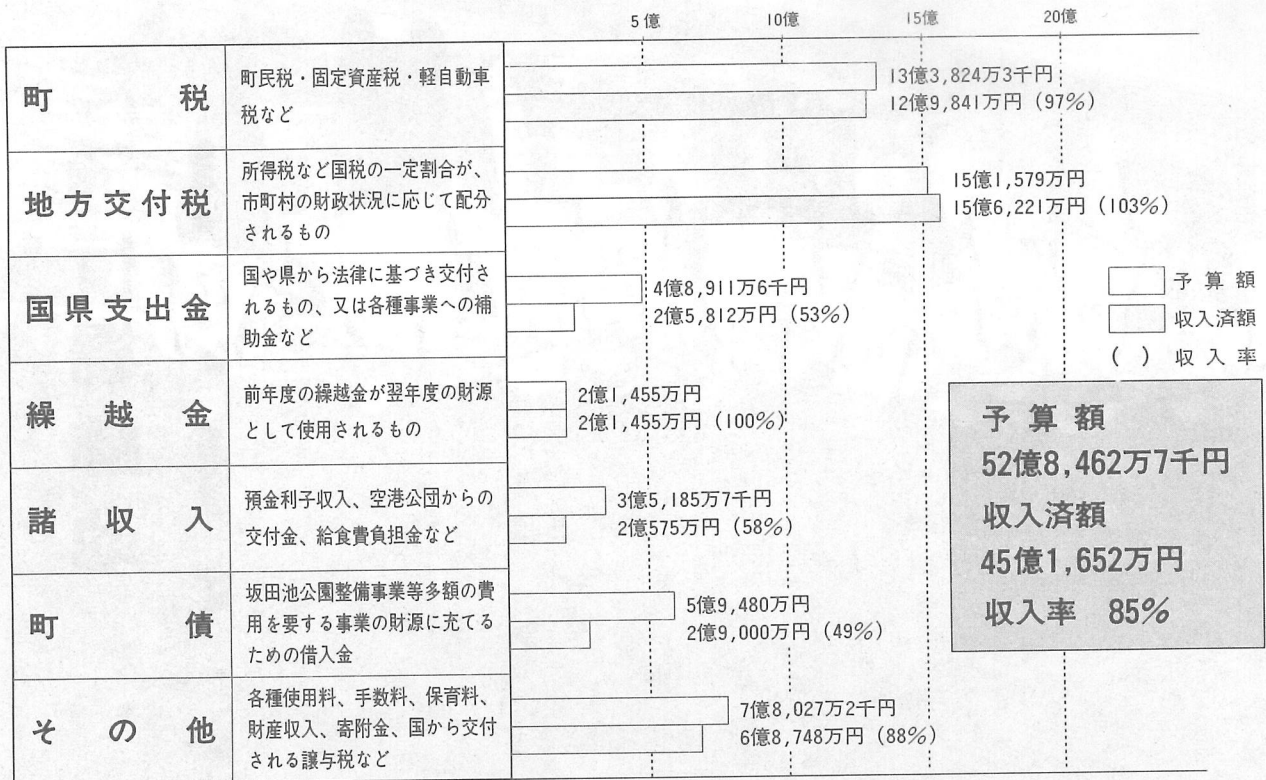 5億 10億 15億 20億
町税
町民税・固定資産税・軽自動車
税など
13億3,824万3千円
12億9,841万円 (97%)
地方交付税
所得税など国税の一定割合が、
市町村の財政状況に応じて配分
されるもの
15億1,579万円
15億6,221万円 (103%)
国県支出金
国や県から法律に基づき交付さ
れるもの、又は各種事業への補
助金など
4億8,911万6千円
2億5,812万円 (53%)
繰越金
前年度の繰越金が翌年度の財源
として使用されるもの
2億1,455万円
2億1,455万円 (100%)
諸収入
預金利子収入、空港公団からの
交付金、給食費負担金など
3億5,185万7千円
2億575万円 (58%)
町債
坂田池公園整備事業等多額の費
用を要する事業の財源に充てる
ための借入金
5億9,480万円
2億9,000万円 (49%)
その他
各種使用料、手数料、保育料、
財産収入、寄附金、国から交付
される譲与税など
7億8,027万2千円
6億8,748万円 (88%)
予算額
収入済額
( ) 収入率
予算額
52億8,462万7千円
収入済額
45億1,652万円
収入率 85%